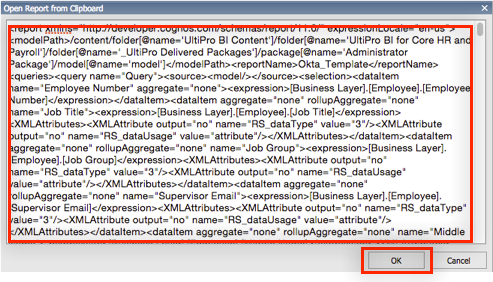 Open Report from Clipboard
<report xmlns="http://developer.cognos.com/schemas/report/11.0/" expressionLocale="en-us">
<modelPath>/content/folder[@name='UltiPro BI Content']/folder[@name='UltiPro BI for Core HR and
Payroll']/folder[@name='_UltiPro Delivered Packages']/package[@name='Administrator
Package']/model[@name='model']</modelPath><reportName>Okta_Template</reportName>
<queries><query name="Query"><source><model/></source><selection><dataItem
name="Employee Number" aggregate="none"><expression>[Business Layer].[Employee].[Employee
Number]</expression></dataItem><dataItem aggregate="none" rollupAggregate="none"
name="Job Title"><expression>[Business Layer].[Employee].[Job Title]</expression>
<XMLAttributes><XMLAttribute output="no" name="RS_dataType" value="3"/><XMLAttribute
output="no" name="RS_dataUsage" value="attribute"/></XMLAttributes></dataItem><dataItem
aggregate="none" rollupAggregate="none" name="Job Group"><expression>[Business Layer].
[Employee].[Job Group]</expression><XMLAttributes><XMLAttribute output="no"
name="RS_dataType" value="3"/><XMLAttribute output="no" name="RS_dataUsage"
value="attribute"/></XMLAttributes></dataItem><dataItem aggregate="none"
rollupAggregate="none" name="Supervisor Email"><expression>[Business Layer].[Employee].
[Supervisor Email]</expression><XMLAttributes><XMLAttribute output="no" name="RS_dataType"
value="3"/><XMLAttribute output="no" name="RS_dataUsage" value="attribute"/>
</XMLAttributes></dataItem><dataItem aggregate="none" rollupAggregate="none" name="Middle
OK
Cancel